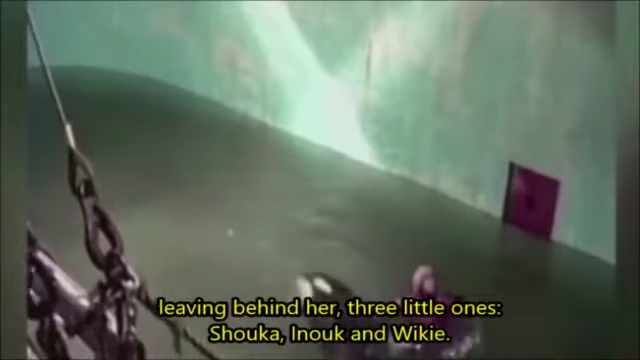 leaving behind her, three little ones:
Shouka, Inouk and Wikie.